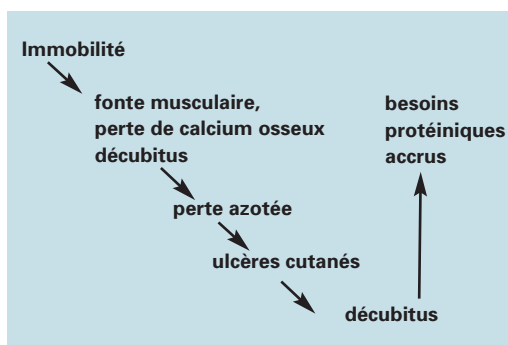 Immobilité
fonte musculaire,
perte de calcium osseux
décubitus
perte azotée
ulcères cutanés
décubitus
besoins
protéiniques
accrus